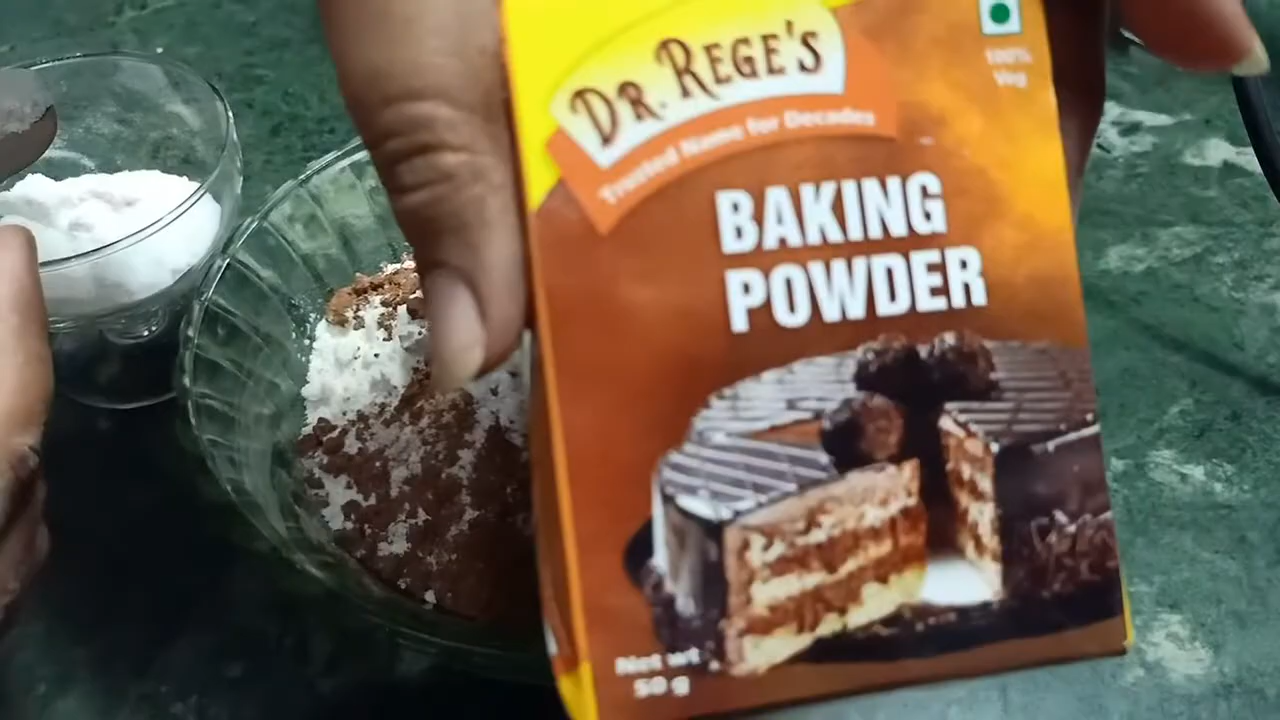 DR. REGE'S
Trusted Name for Decades
100%
Veg
BAKING
POWDER
Net wt
50 g